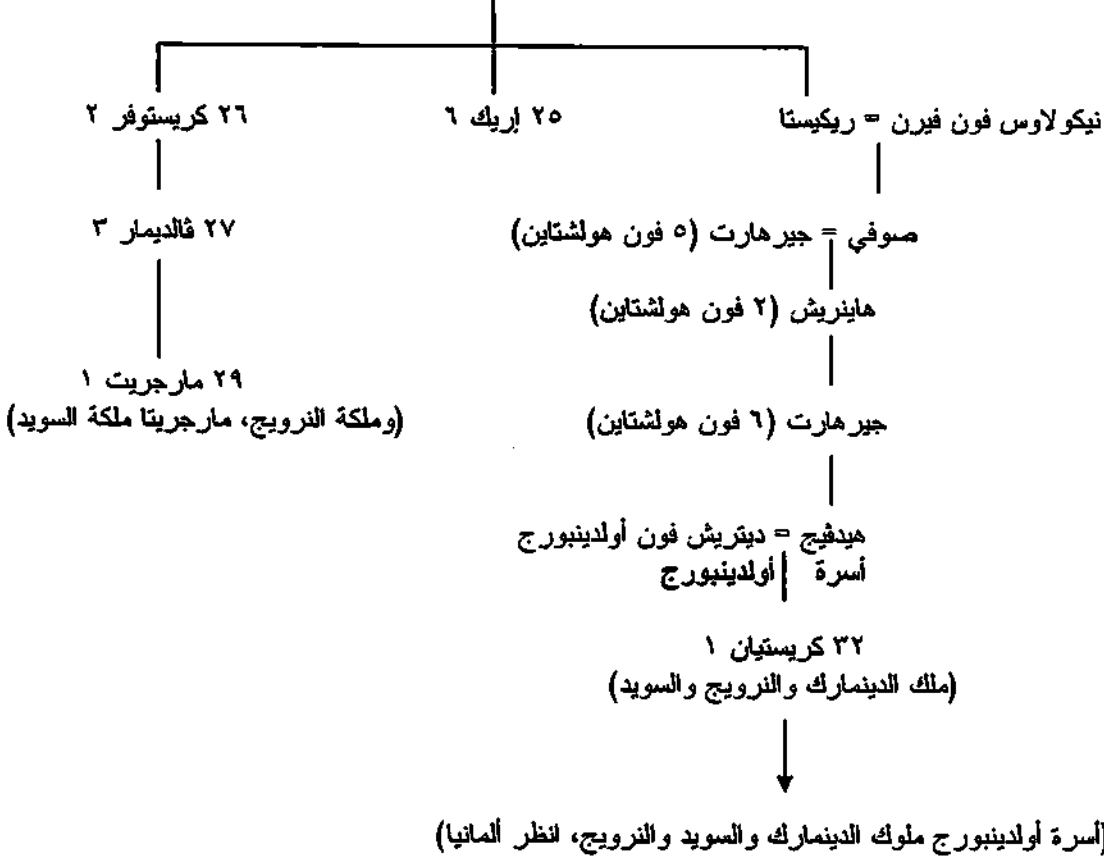 نيكولاوس فون فيرن = ريكيستا ٢٥ إريك ٦ ٢٦ كريستوفر ٢
صوفي = جيرهارت (٥ فون هولشتاين) ٢٧ ڤالديمار ٣
هاينريش (٢ فون هولشتاين)
٢٩ مارجريت ١
جيرهارت (٦ فون هولشتاين) (وملكة النرويج، مارجريتا ملكة السويد)
هيدڤيج = ديتريش فون أولدينبورج
أسرة أولدينبورج
٣٢ كريستيان ١
(ملك الدينمارك والنرويج والسويد)
(أسرة أولدينبورج ملوك الدينمارك والسويد والنرويج، انظر ألمانيا)